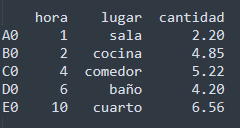 hora lugar cantidad
A0 1 sala 2.20
B0 2 cocina 4.85
C0 4 comedor 5.22
D0 6 baño 4.20
E0 10 cuarto 6.56